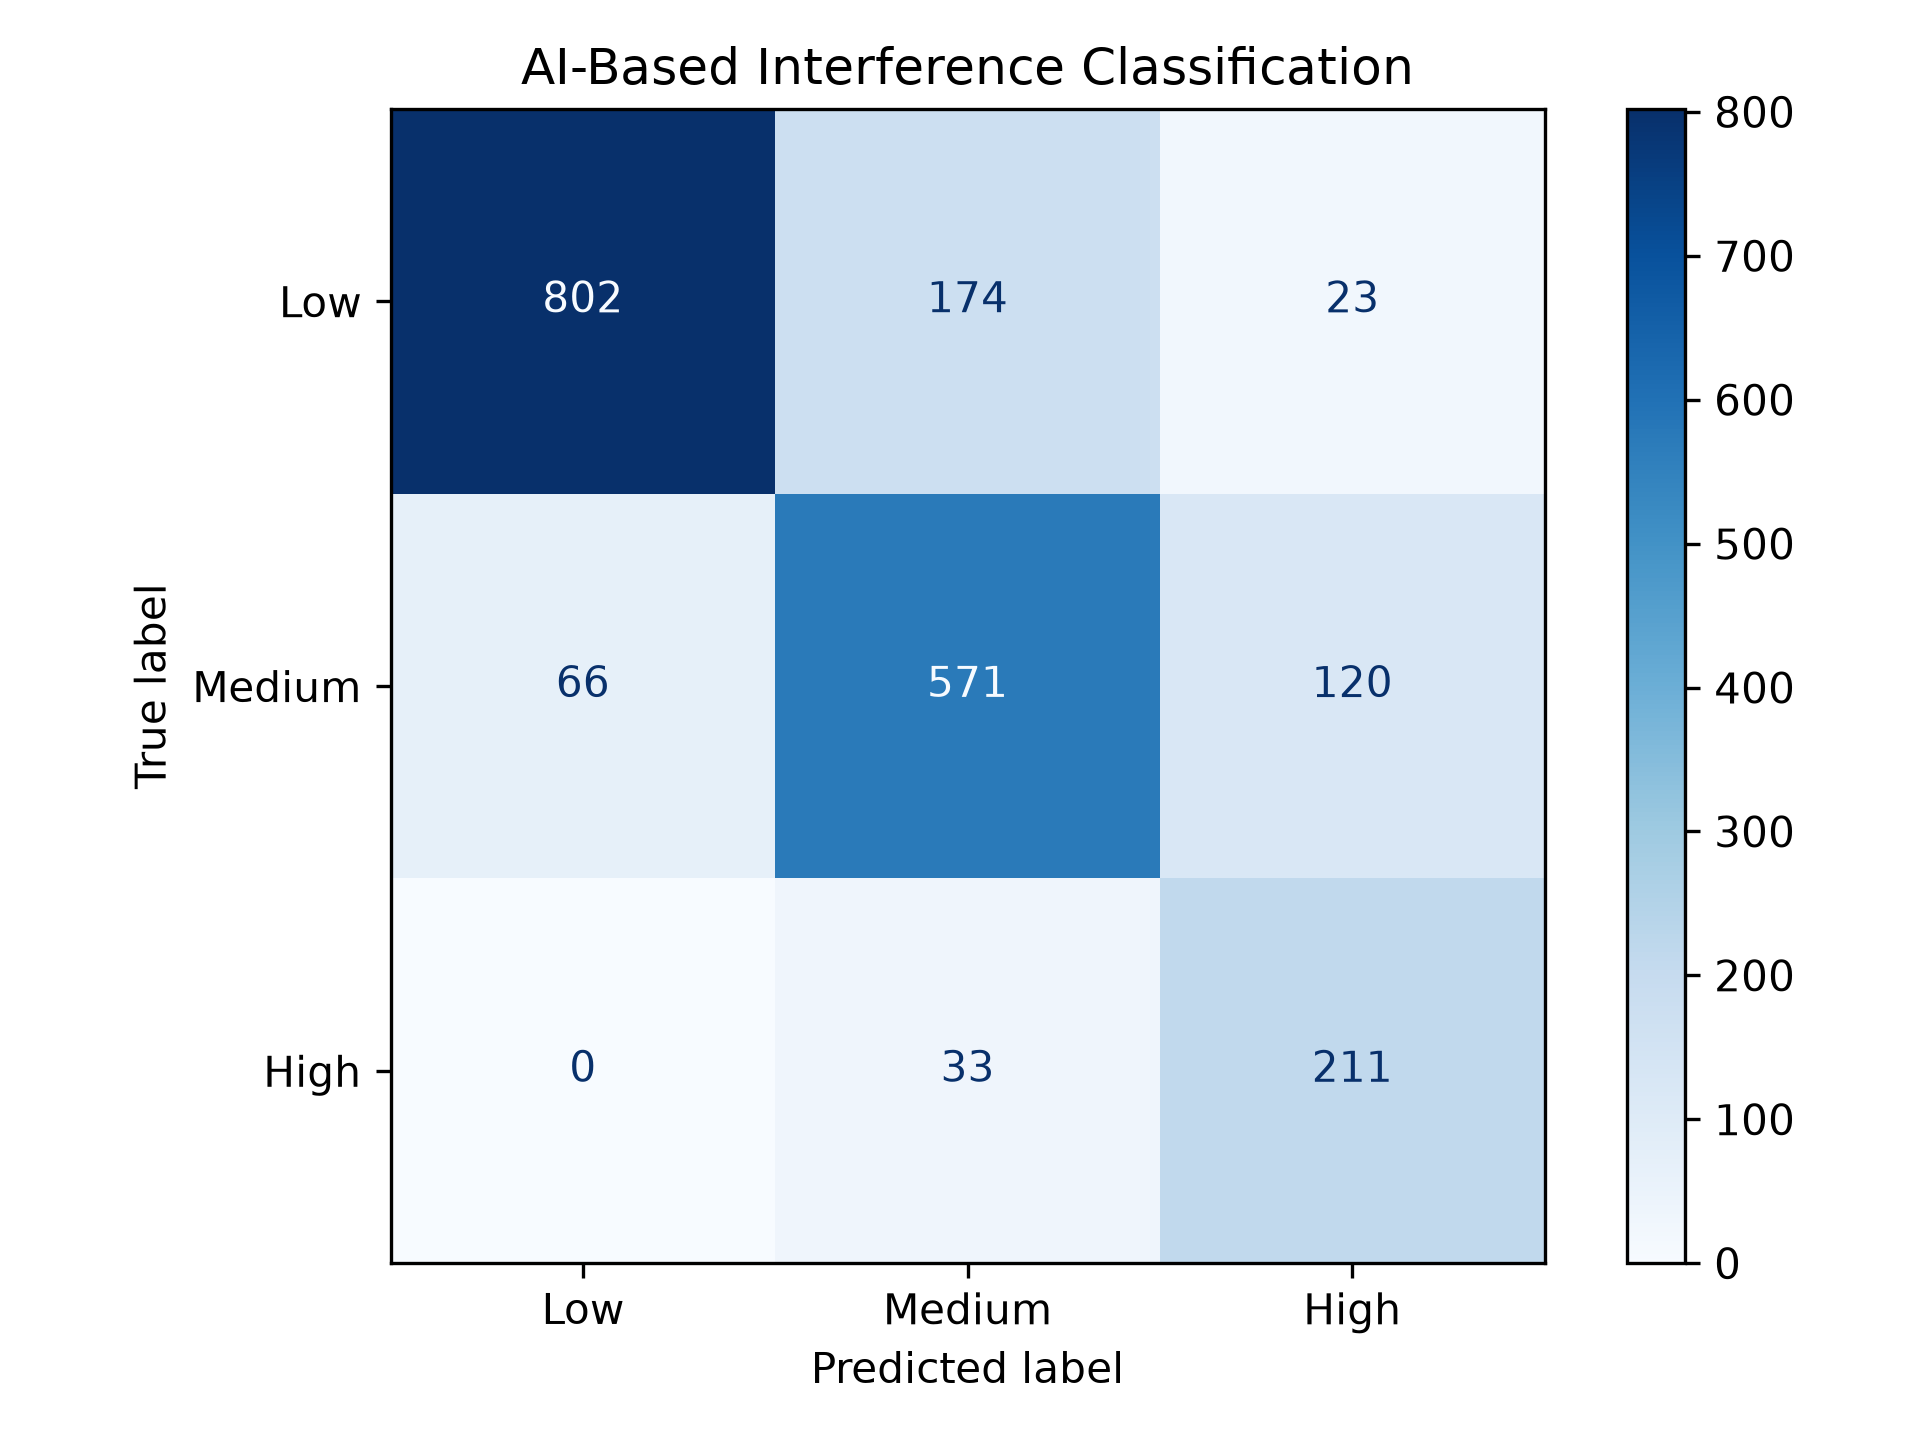 AI-Based Interference Classification
True label
Low
802 174 23
Medium
66 571 120
High
0 33 211
Low Medium High
Predicted label
800
700
600
500
400
300
200
100
0